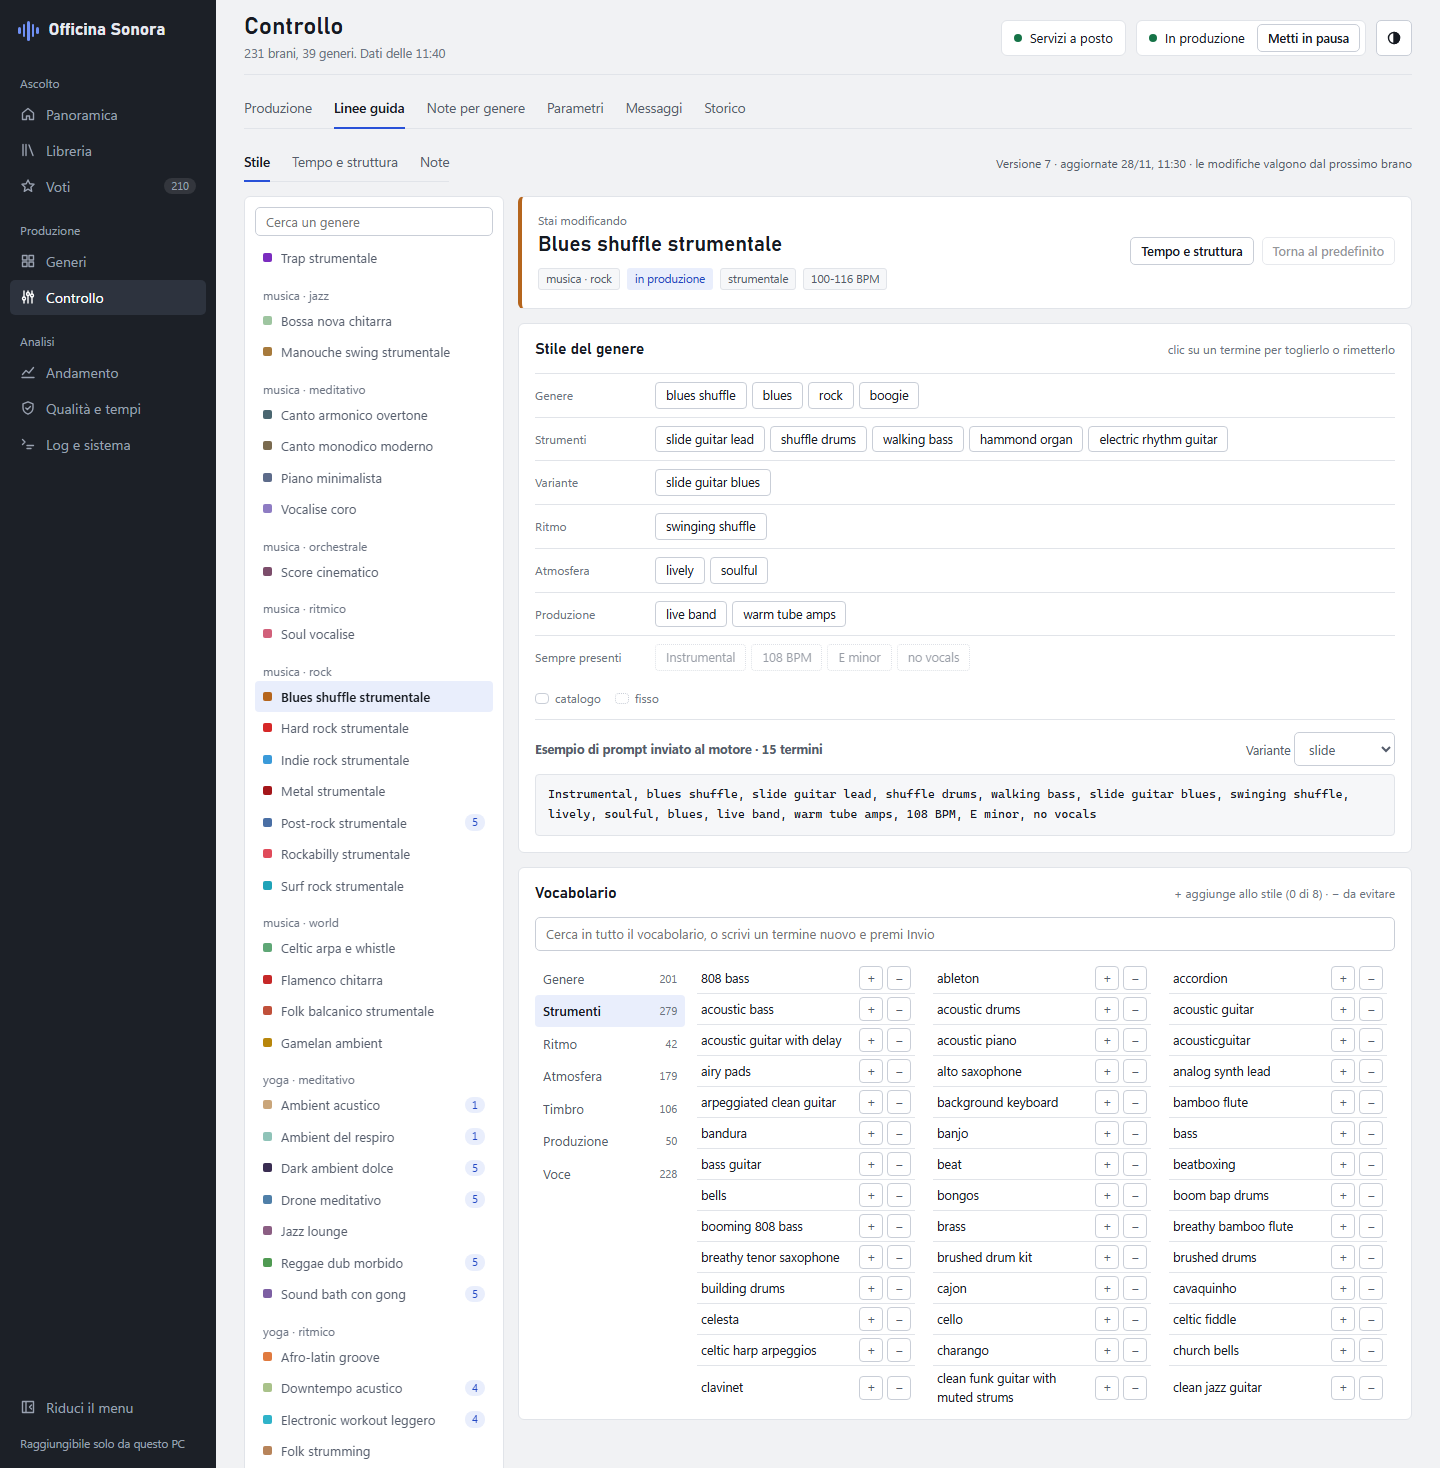 Officina Sonora
Ascolto
Panoramica
Libreria
Voti 210
Produzione
Generi
Controllo
Analisi
Andamento
Qualità e tempi
Log e sistema
Riduci il menu
Raggiungibile solo da questo PC
Controllo
231 brani, 39 generi. Dati delle 11:40
Servizi a posto
In produzione Metti in pausa
Produzione Linee guida Note per genere Parametri Messaggi Storico
Stile Tempo e struttura Note
Versione 7 · aggiornate 28/11, 11:30 · le modifiche valgono dal prossimo brano
Cerca un genere
Trap strumentale
musica · jazz
Bossa nova chitarra
Manouche swing strumentale
musica · meditativo
Canto armonico overtone
Canto monodico moderno
Piano minimalista
Vocalise coro
musica · orchestrale
Score cinematico
musica · ritmico
Soul vocalise
musica · rock
Blues shuffle strumentale
Hard rock strumentale
Indie rock strumentale
Metal strumentale
Post-rock strumentale 5
Rockabilly strumentale
Surf rock strumentale
musica · world
Celtic arpa e whistle
Flamenco chitarra
Folk balcanico strumentale
Gamelan ambient
yoga · meditativo
Ambient acustico 1
Ambient del respiro 1
Dark ambient dolce 5
Drone meditativo 5
Jazz lounge
Reggae dub morbido 5
Sound bath con gong 5
yoga · ritmico
Afro-latin groove
Downtempo acustico 4
Electronic workout leggero 4
Folk strumming
Stai modificando
Blues shuffle strumentale
musica · rock in produzione strumentale 100-116 BPM
Tempo e struttura Torna al predefinito
Stile del genere
clic su un termine per toglierlo o rimetterlo
Genere blues shuffle blues rock boogie
Strumenti slide guitar lead shuffle drums walking bass hammond organ electric rhythm guitar
Variante slide guitar blues
Ritmo swinging shuffle
Atmosfera lively soulful
Produzione live band warm tube amps
Sempre presenti Instrumental 108 BPM E minor no vocals
catalogo fisso
Esempio di prompt inviato al motore · 15 termini
Variante slide
Instrumental, blues shuffle, slide guitar lead, shuffle drums, walking bass, slide guitar blues, swinging shuffle,
lively, soulful, blues, live band, warm tube amps, 108 BPM, E minor, no vocals
Vocabolario
+ aggiunge allo stile (0 di 8) · − da evitare
Cerca in tutto il vocabolario, o scrivi un termine nuovo e premi Invio
Genere 201
Strumenti 279
Ritmo 42
Atmosfera 179
Timbro 106
Produzione 50
Voce 228
808 bass + − ableton + − accordion + −
acoustic bass + − acoustic drums + − acoustic guitar + −
acoustic guitar with delay + − acoustic piano + − acousticguitar + −
airy pads + − alto saxophone + − analog synth lead + −
arpeggiated clean guitar + − background keyboard + − bamboo flute + −
bandura + − banjo + − bass + −
bass guitar + − beat + − beatboxing + −
bells + − bongos + − boom bap drums + −
booming 808 bass + − brass + − breathy bamboo flute + −
breathy tenor saxophone + − brushed drum kit + − brushed drums + −
building drums + − cajon + − cavaquinho + −
celesta + − cello + − celtic fiddle + −
celtic harp arpeggios + − charango + − church bells + −
clavinet + − clean funk guitar with
muted strums + − clean jazz guitar + −